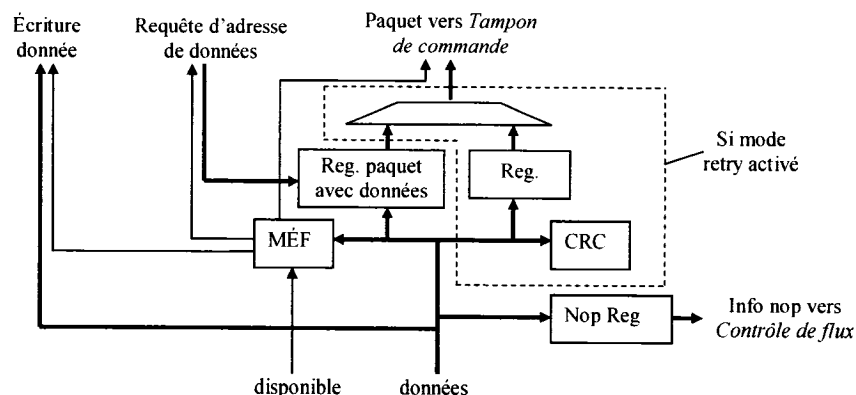 Écriture
donnée
Requête d'adresse
de données
Paquet vers Tampon
de commande
Si mode
retry activé
Reg. paquet
avec données
Reg.
MÉF
CRC
Nop Reg
Info nop vers
Contrôle de flux
disponible
données